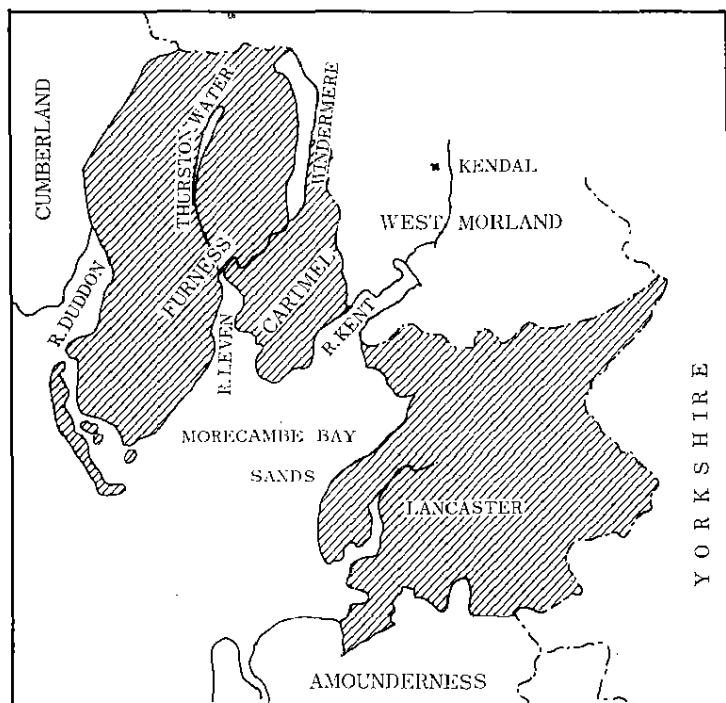 CUMBERLAND
THURSTON WATER
WINDERMERE
KENDAL
WEST MORLAND
FURNESS
CARTMEL
R. DUDDON
R. LEVEN
R. KENT
MORECAMBE BAY
SANDS
LANCASTER
YORKSHIRE
AMOUNDERNESS